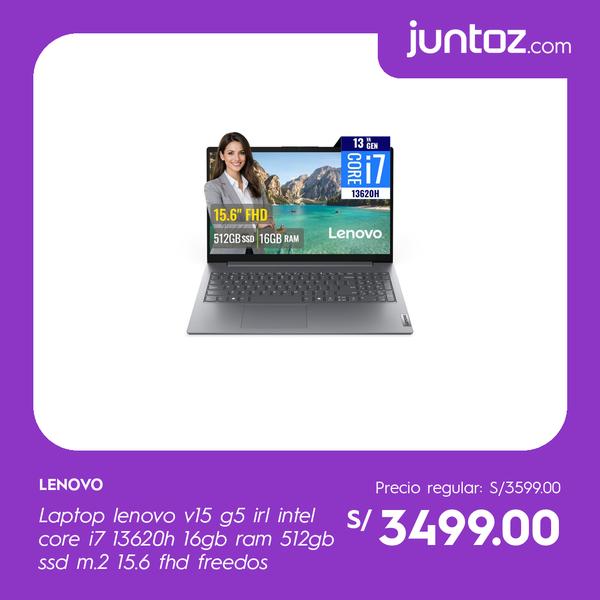 juntoz.com
13 VA GEN
CORE i7
13620H
15.6" FHD
512GB SSD 16GB RAM
Lenovo
LENOVO
Laptop lenovo v15 g5 irl intel
core i7 13620h 16gb ram 512gb
ssd m.2 15.6 fhd freedos
Precio regular: S/3599.00
S/ 3499.00